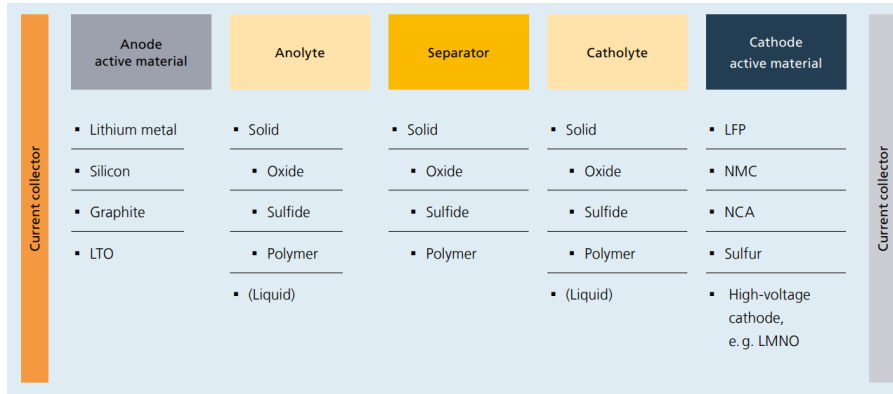 Current collector
Anode
active material
▪ Lithium metal
▪ Silicon
▪ Graphite
▪ LTO
Anolyte
▪ Solid
▪ Oxide
▪ Sulfide
▪ Polymer
▪ (Liquid)
Separator
▪ Solid
▪ Oxide
▪ Sulfide
▪ Polymer
Catholyte
▪ Solid
▪ Oxide
▪ Sulfide
▪ Polymer
▪ (Liquid)
Cathode
active material
▪ LFP
▪ NMC
▪ NCA
▪ Sulfur
▪ High-voltage
cathode,
e. g. LMNO
Current collector